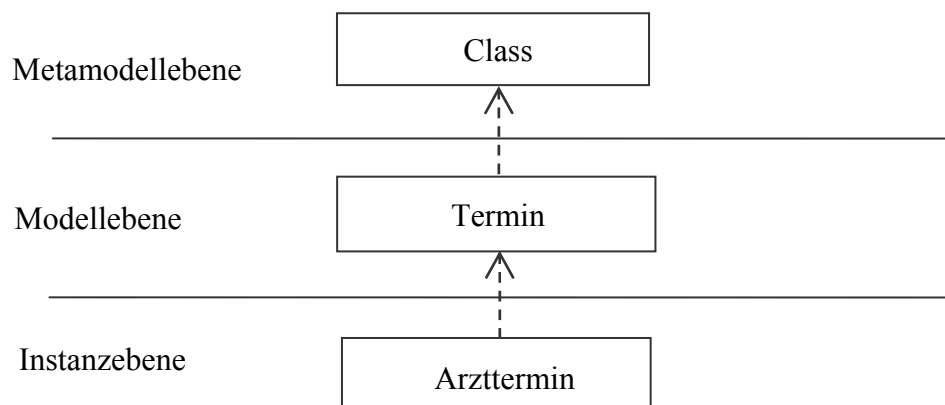 Class
Metamodellebene
Termin
Modellebene
Instanzebene
Arzttermin